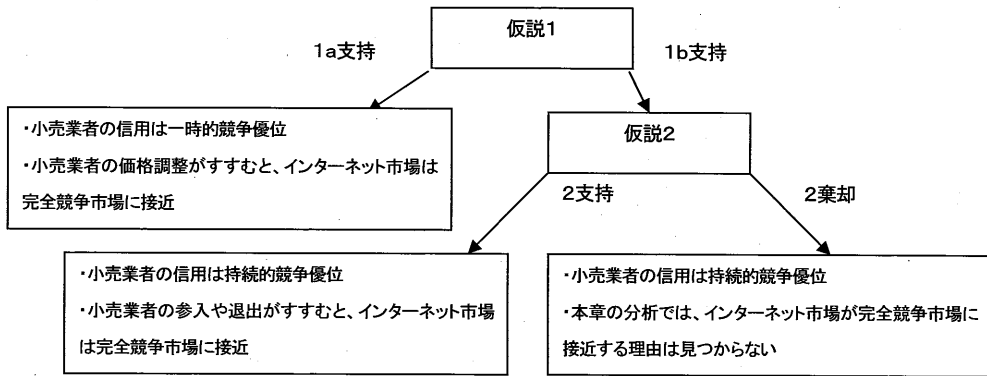 仮説1
1a支持
1b支持
・小売業者の信用は一時的競争優位
・小売業者の価格調整がすすむと、インターネット市場は
完全競争市場に接近
仮説2
2支持
2棄却
・小売業者の信用は持続的競争優位
・小売業者の参入や退出がすすむと、インターネット市場
は完全競争市場に接近
・小売業者の信用は持続的競争優位
・本章の分析では、インターネット市場が完全競争市場に
接近する理由は見つからない